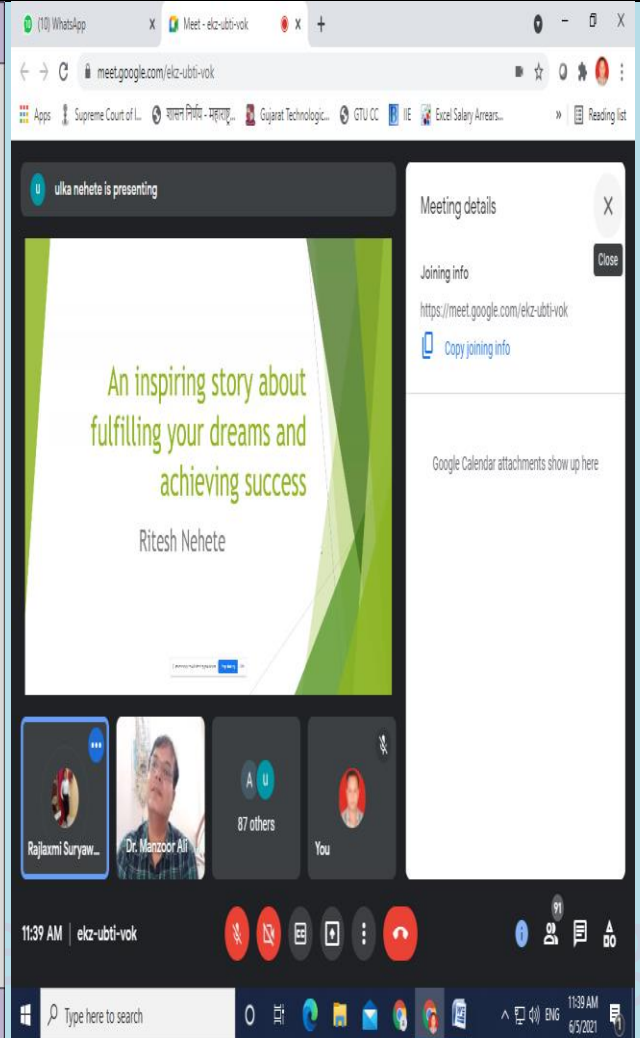 (10) WhatsApp
Meet - ekz-ubti-vok
meet.google.com/ekz-ubti-vok
Apps
Supreme Court of I...
शासन निर्णय - महाराष्ट्र...
Gujarat Technologic...
GTU CC
IIE
Excel Salary Arrears...
»
Reading list
u
ulka nehete is presenting
Meeting details
Close
Joining info
https://meet.google.com/ekz-ubti-vok
Copy joining info
Google Calendar attachments show up here
An inspiring story about
fulfilling your dreams and
achieving success
Ritesh Nehete
Rajlaxmi Suryaw...
Dr. Manzoor Ali
A u
87 others
You
11:39 AM | ekz-ubti-vok
91
Type here to search
ENG
11:39 AM
6/5/2021
1